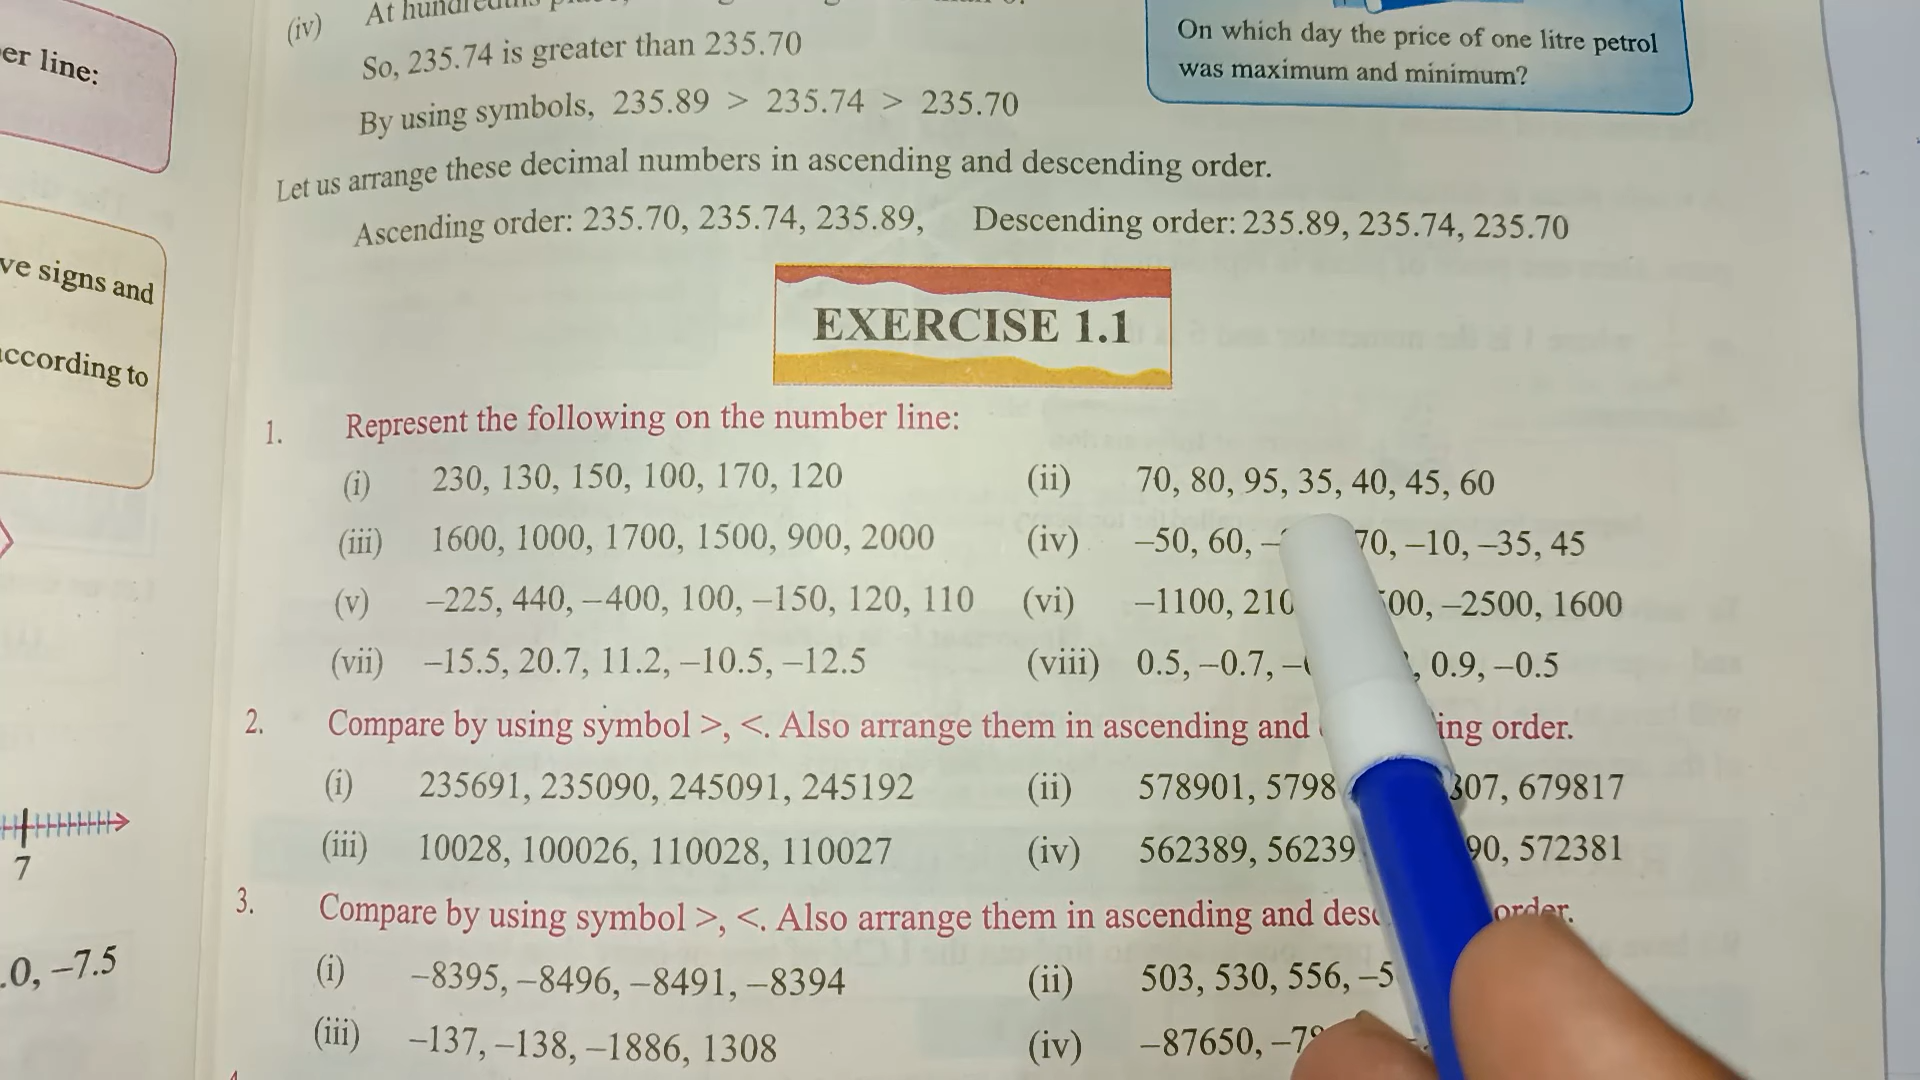 (iv) At hundredths
So, 235.74 is greater than 235.70
By using symbols, 235.89 > 235.74 > 235.70
On which day the price of one litre petrol
was maximum and minimum?
Let us arrange these decimal numbers in ascending and descending order.
Ascending order: 235.70, 235.74, 235.89, Descending order: 235.89, 235.74, 235.70
er line:
ve signs and
ccording to
7
.0, –7.5
EXERCISE 1.1
1. Represent the following on the number line:
(i) 230, 130, 150, 100, 170, 120 (ii) 70, 80, 95, 35, 40, 45, 60
(iii) 1600, 1000, 1700, 1500, 900, 2000 (iv) –50, 60, 70, –10, –35, 45
(v) –225, 440, –400, 100, –150, 120, 110 (vi) –1100, 210 00, –2500, 1600
(vii) –15.5, 20.7, 11.2, –10.5, –12.5 (viii) 0.5, –0.7, , 0.9, –0.5
2. Compare by using symbol >, <. Also arrange them in ascending and ing order.
(i) 235691, 235090, 245091, 245192 (ii) 578901, 5798 307, 679817
(iii) 10028, 100026, 110028, 110027 (iv) 562389, 56239 90, 572381
3. Compare by using symbol >, <. Also arrange them in ascending and desc order.
(i) –8395, –8496, –8491, –8394 (ii) 503, 530, 556, –5
(iii) –137, –138, –1886, 1308 (iv) –87650, –79